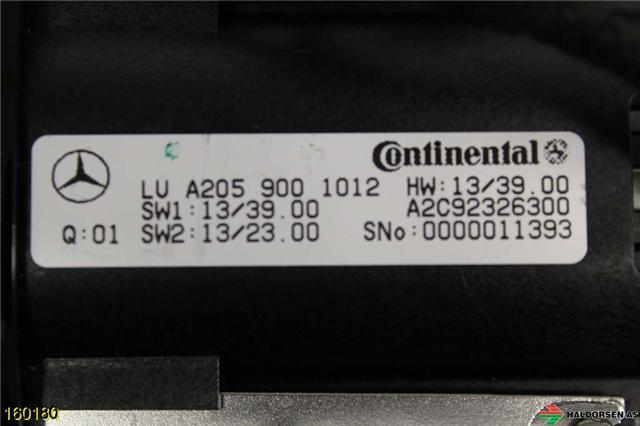 Continental
LU A205 900 1012 HW:13/39.00
SW1:13/39.00 A2C92326300
Q:01 SW2:13/23.00 SNo:0000011393
160180
HALDORSEN AS